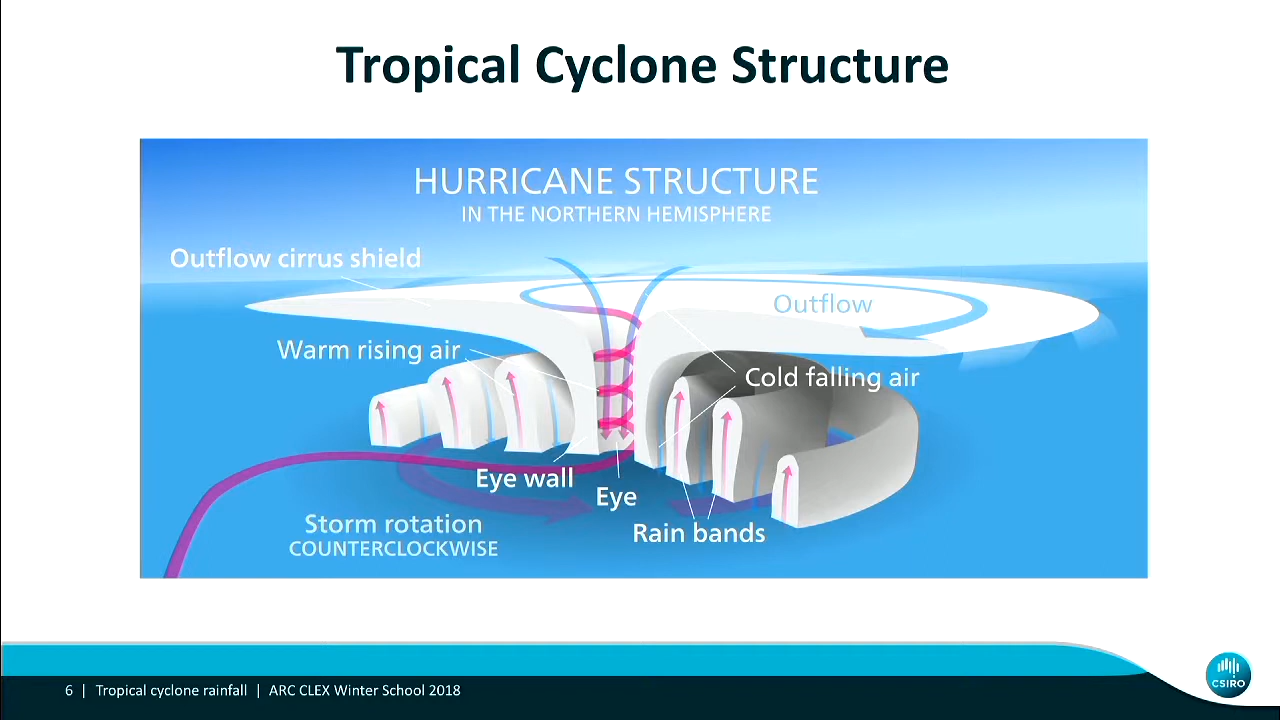 Tropical Cyclone Structure
HURRICANE STRUCTURE
IN THE NORTHERN HEMISPHERE
Outflow cirrus shield
Outflow
Warm rising air
Cold falling air
Eye wall
Eye
Rain bands
Storm rotation
COUNTERCLOCKWISE
6 | Tropical cyclone rainfall | ARC CLEX Winter School 2018
CSIRO